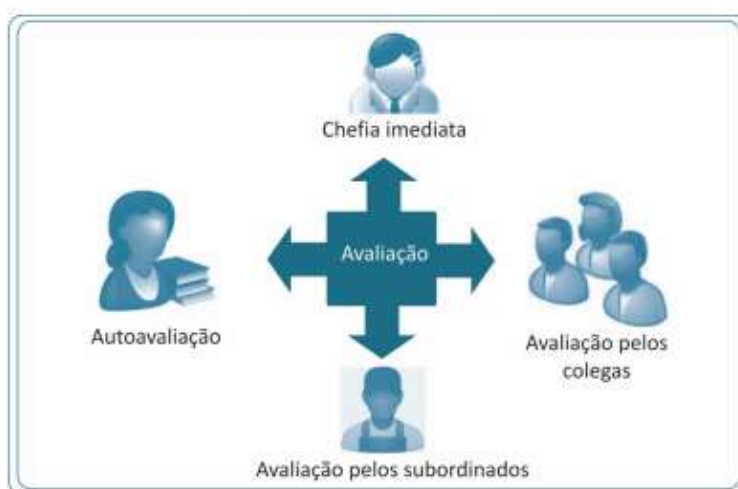 Chefia imediata
Avaliação
Autoavaliação
Avaliação pelos
colegas
Avaliação pelos subordinados